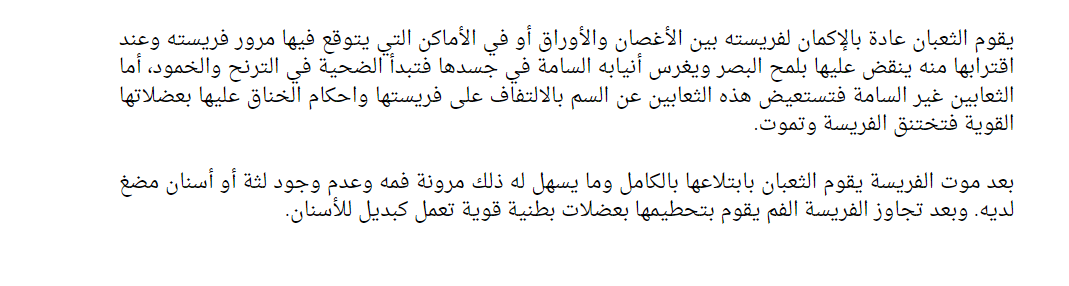 يقوم الثعبان عادة بالإكمان لفريسته بين الأغصان والأوراق أو في الأماكن التي يتوقع فيها مرور فريسته وعند
اقترابها منه ينقض عليها بلمح البصر ويغرس أنيابه السامة في جسدها فتبدأ الضحية في الترنح والخمود، أما
الثعابين غير السامة فتستعيض هذه الثعابين عن السم بالالتفاف على فريستها واحكام الخناق عليها بعضلاتها
القوية فتختنق الفريسة وتموت.
بعد موت الفريسة يقوم الثعبان بابتلاعها بالكامل وما يسهل له ذلك مرونة فمه وعدم وجود لثة أو أسنان مضغ
لديه. وبعد تجاوز الفريسة الفم يقوم بتحطيمها بعضلات بطنية قوية تعمل كبديل للأسنان.